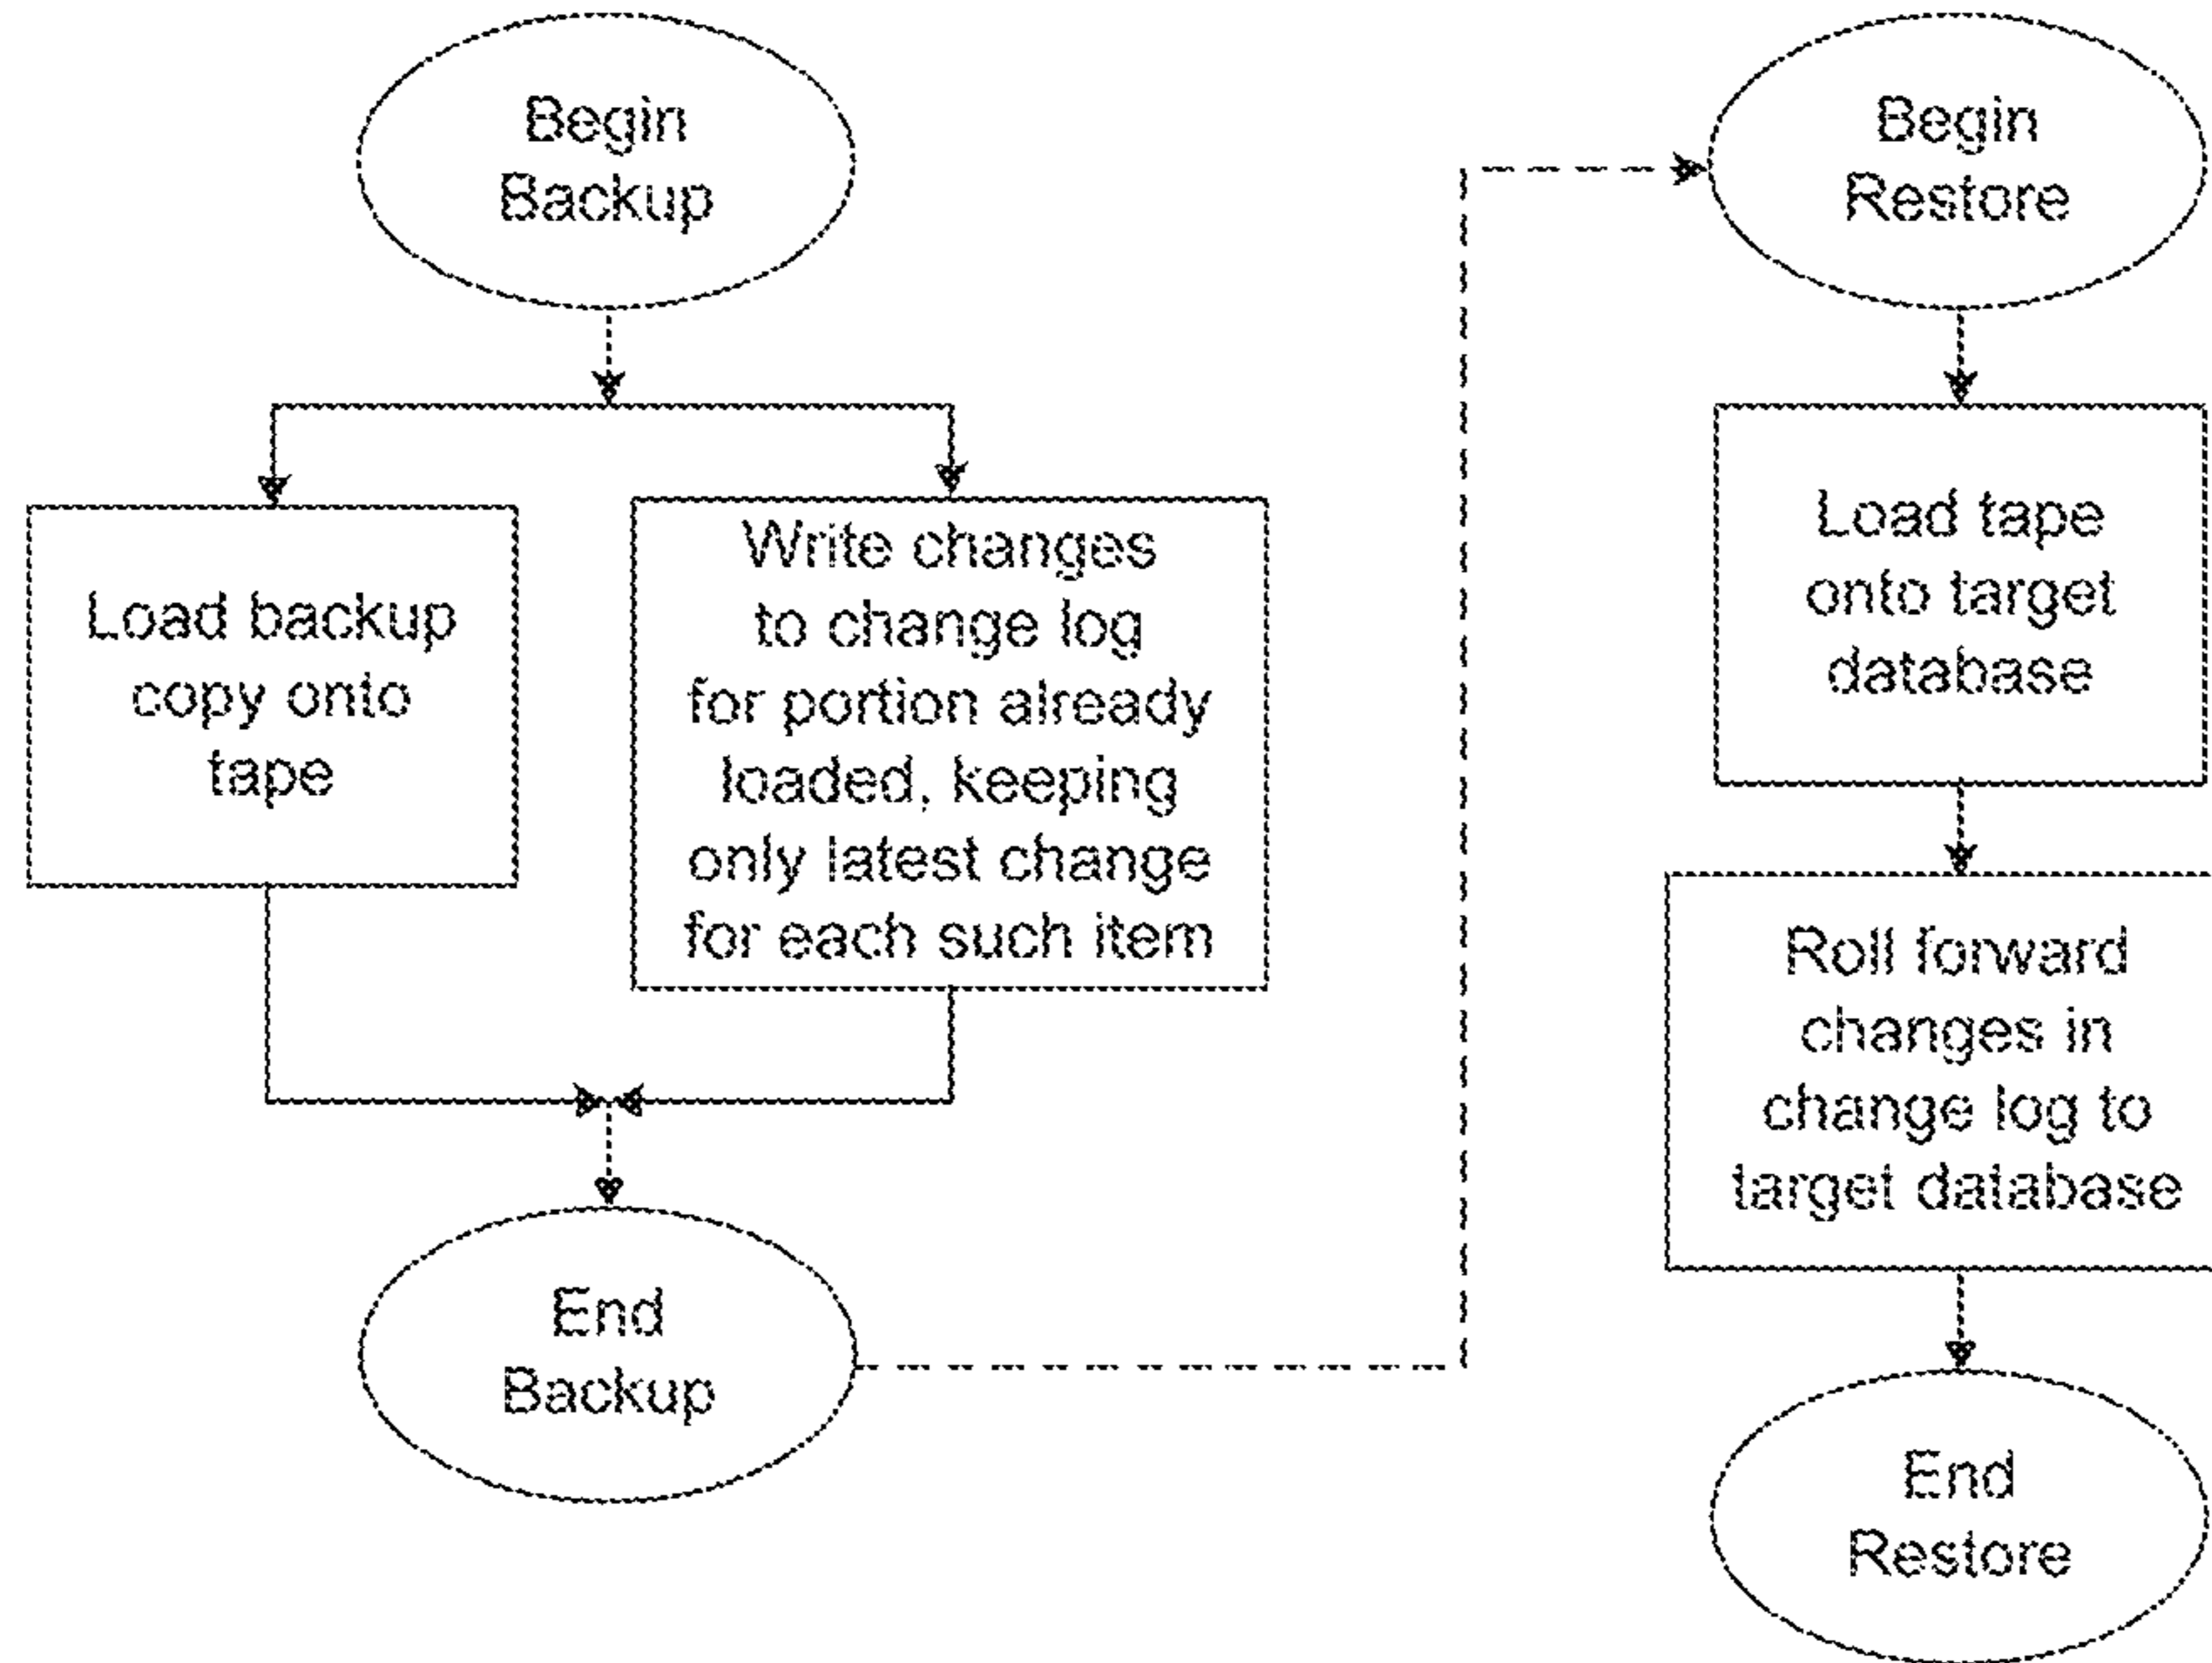 Begin
Backup
Load backup
copy onto
tape
Write changes
to change log
for portion already
loaded, keeping
only latest change
for each such item
End
Backup
Begin
Restore
Load tape
onto target
database
Roll forward
changes in
change log to
target database
End
Restore